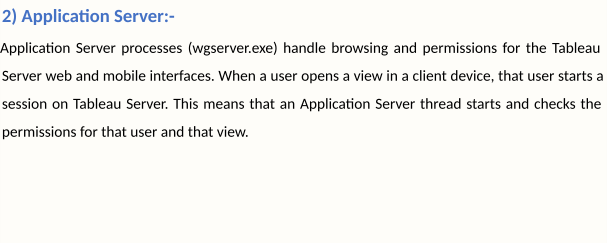 2) Application Server:-
Application Server processes (wgserver.exe) handle browsing and permissions for the Tableau
Server web and mobile interfaces. When a user opens a view in a client device, that user starts a
session on Tableau Server. This means that an Application Server thread starts and checks the
permissions for that user and that view.